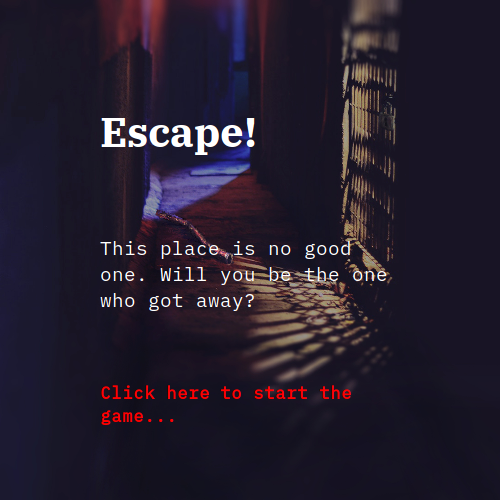 Escape!
This place is no good
one. Will you be the one
who got away?
Click here to start the
game...